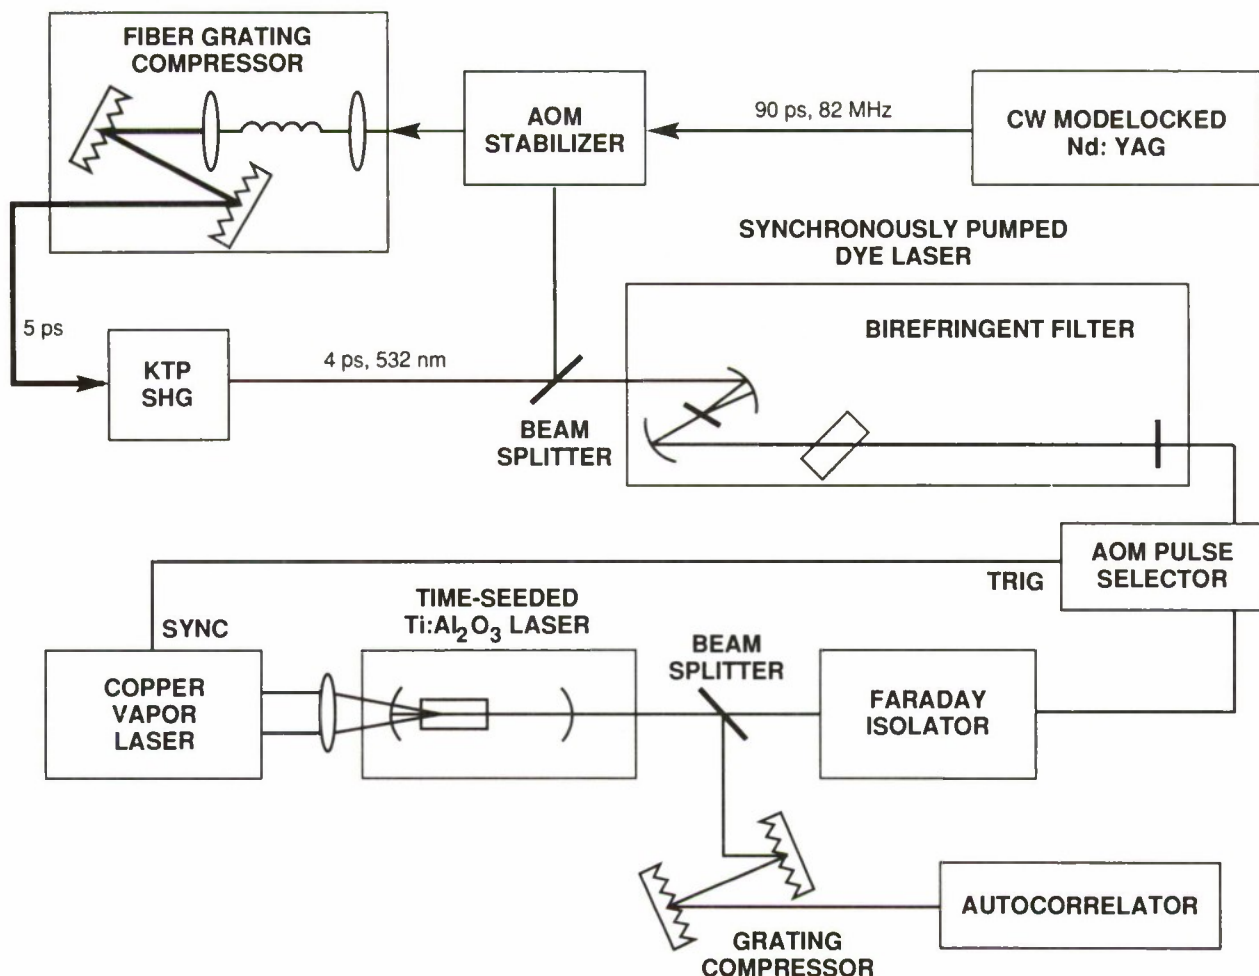 FIBER GRATING
COMPRESSOR
AOM
STABILIZER
90 ps, 82 MHz
CW MODELOCKED
Nd: YAG
SYNCHRONOUSLY PUMPED
DYE LASER
5 ps
KTP
SHG
4 ps, 532 nm
BEAM
SPLITTER
BIREFRINGENT FILTER
AOM PULSE
SELECTOR
TRIG
SYNC
TIME-SEEDED
Ti:Al2O3 LASER
BEAM
SPLITTER
COPPER
VAPOR
LASER
FARADAY
ISOLATOR
AUTOCORRELATOR
GRATING
COMPRESSOR